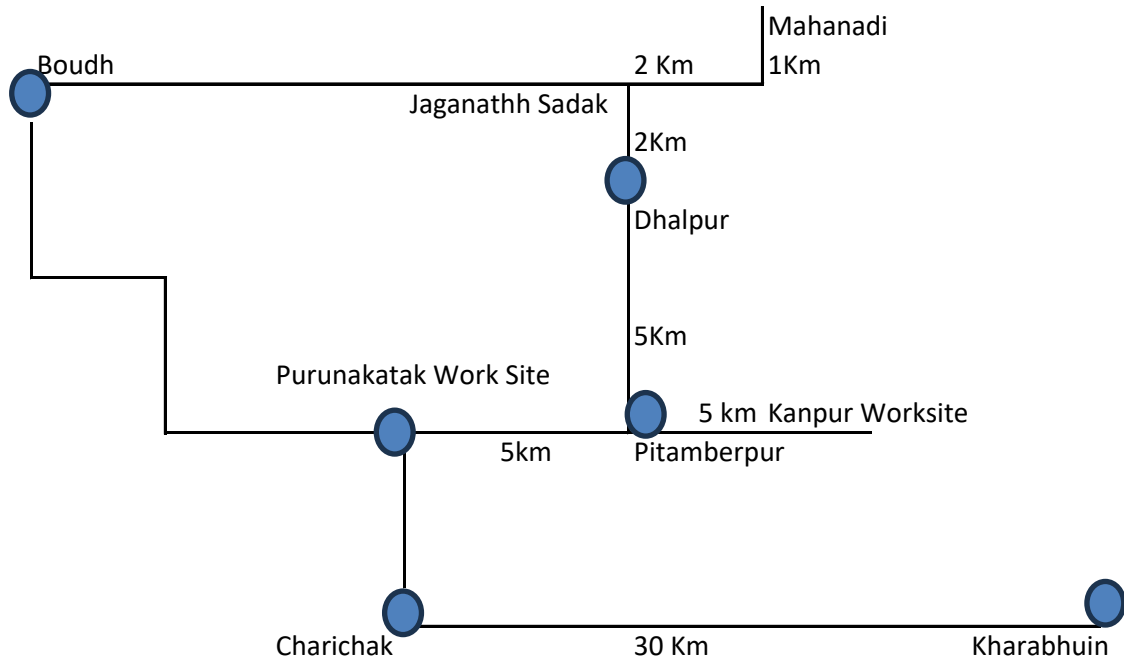 Mahanadi
Boudh
2 Km
1Km
Jaganathh Sadak
2Km
Dhalpur
5Km
Purunakatak Work Site
5 km Kanpur Worksite
5km
Pitamberpur
Charichak
30 Km
Kharabhuin